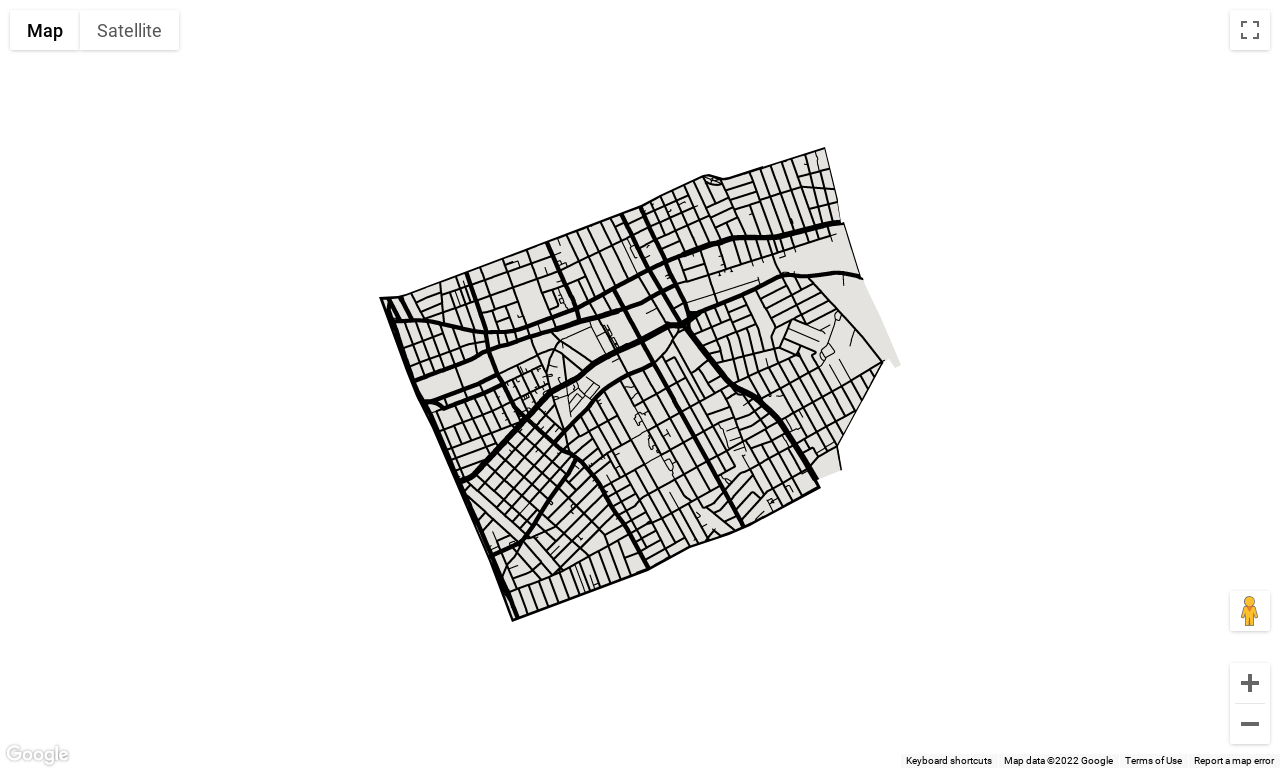 Map Satellite
Google
Keyboard shortcuts Map data ©2022 Google Terms of Use Report a map error